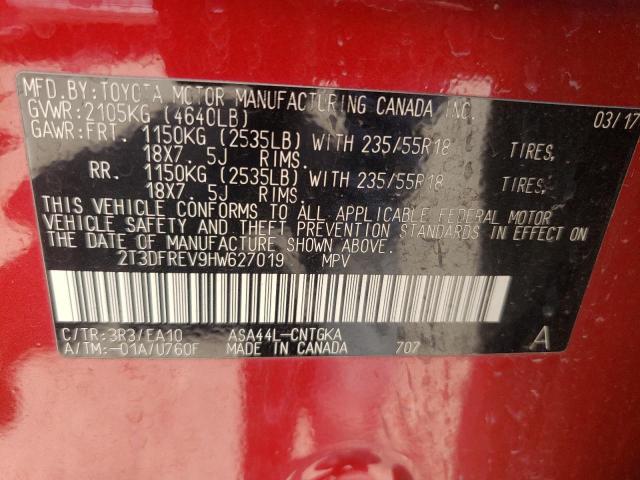 MFD.BY:TOYOTA MOTOR MANUFACTURING CANADA INC. 03/17
GVWR:2105KG (4640LB)
GAWR:FRT. 1150KG (2535LB) WITH 235/55R18 TIRES,
18X7. 5J RIMS.
RR. 1150KG (2535LB) WITH 235/55R18 TIRES,
18X7. 5J RIMS.
THIS VEHICLE CONFORMS TO ALL APPLICABLE FEDERAL MOTOR
VEHICLE SAFETY AND THEFT PREVENTION STANDARDS IN EFFECT ON
THE DATE OF MANUFACTURE SHOWN ABOVE.
2T3DFREV9HW627019 MPV
C/TR:3R3/EA10 ASA44L-CNTGKA A
A/TM:-01A/U760F MADE IN CANADA 707